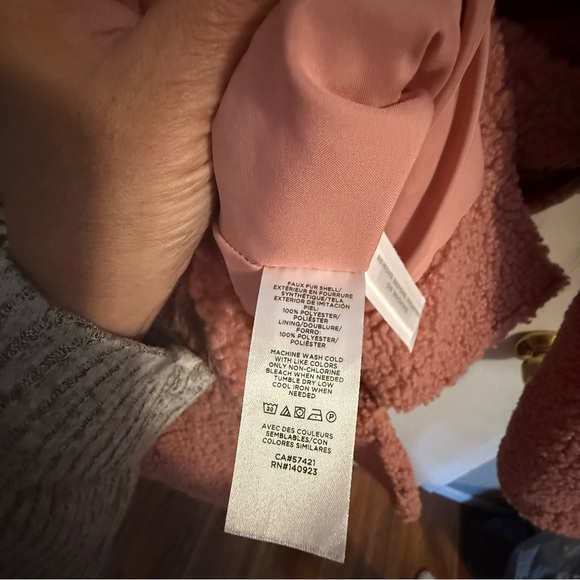 FAUX FUR SHELL/
EXTÉRIEUR EN FOURRURE
SYNTHÉTIQUE/TELA
EXTERIOR DE IMITACIÓN
PIEL:
100% POLYESTER/
POLIÉSTER
LINING/DOUBLURE/
FORRO:
100% POLYESTER/
POLIÉSTER
MACHINE WASH COLD
WITH LIKE COLORS
ONLY NON-CHLORINE
BLEACH WHEN NEEDED
TUMBLE DRY LOW
COOL IRON WHEN
NEEDED
30 P
AVEC DES COULEURS
SEMBLABLES/CON
COLORES SIMILARES
CA#57421
RN#140923